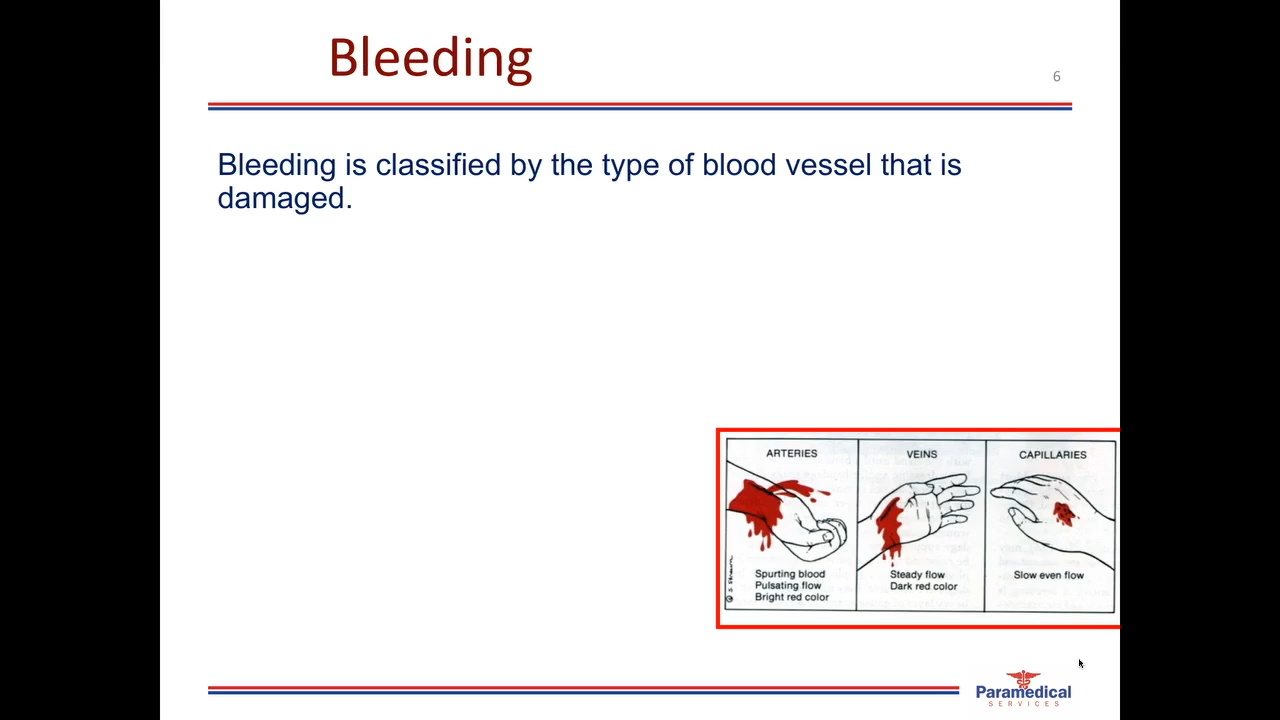 Bleeding
6
Bleeding is classified by the type of blood vessel that is
damaged.
ARTERIES
VEINS
CAPILLARIES
Spurting blood
Pulsating flow
Bright red color
Steady flow
Dark red color
Slow even flow
Paramedical
SERVICES